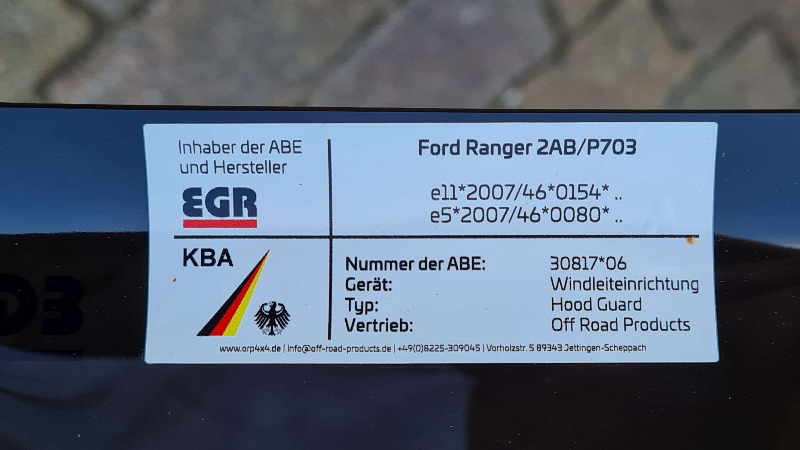 Inhaber der ABE
und Hersteller
EGR
Ford Ranger 2AB/P703
e11*2007/46*0154* ..
e5*2007/46*0080* ..
KBA
Nummer der ABE: 30817*06
Gerät: Windleiteinrichtung
Typ: Hood Guard
Vertrieb: Off Road Products
www.orp4x4.de | info@off-road-products.de | +49(0)8225-309045 | Vorholzstr. 5 89343 Jettingen-Scheppach